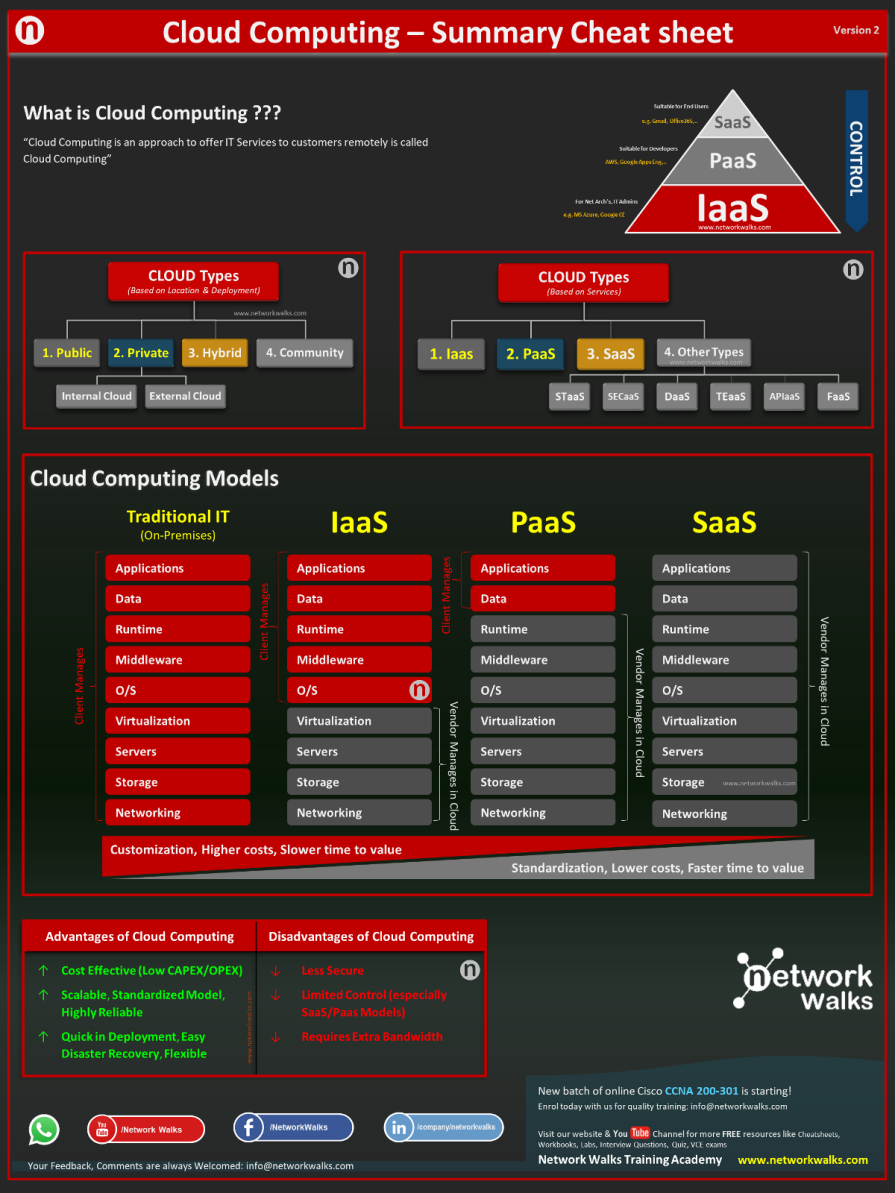 n
Cloud Computing – Summary Cheat sheet
Version 2
What is Cloud Computing ???
“Cloud Computing is an approach to offer IT Services to customers remotely is called
Cloud Computing”
Suitable for End Users
e.g. Gmail, Office365,...
SaaS
Suitable for Developers
AWS, Google Apps Eng,...
PaaS
For Net Arch's, IT Admins
e.g. MS Azure, Google CE
IaaS
www.networkwalks.com
CONTROL
CLOUD Types
(Based on Location & Deployment)
n
www.networkwalks.com
1. Public
2. Private
3. Hybrid
4. Community
Internal Cloud
External Cloud
CLOUD Types
(Based on Services)
n
1. Iaas
2. PaaS
3. SaaS
4. Other Types
www.networkwalks.com
STaaS
SECaaS
DaaS
TEaaS
APIaaS
FaaS
Cloud Computing Models
Traditional IT
(On-Premises)
Client Manages
Applications
Data
Runtime
Middleware
O/S
Virtualization
Servers
Storage
Networking
IaaS
Client Manages
Applications
Data
Runtime
Middleware
O/S
n
Virtualization
Servers
Storage
Networking
Vendor Manages in Cloud
PaaS
Client Manages
Applications
Data
Runtime
Middleware
O/S
Virtualization
Servers
Storage
Networking
Vendor Manages in Cloud
SaaS
Applications
Data
Runtime
Middleware
O/S
Virtualization
Servers
Storage
www.networkwalks.com
Networking
Vendor Manages in Cloud
Customization, Higher costs, Slower time to value
Standardization, Lower costs, Faster time to value
Advantages of Cloud Computing
↑ Cost Effective (Low CAPEX/OPEX)
↑ Scalable, Standardized Model,
Highly Reliable
↑ Quick in Deployment, Easy
Disaster Recovery, Flexible
www.networkwalks.com
Disadvantages of Cloud Computing
n
↓ Less Secure
↓ Limited Control (especially
SaaS/Paas Models)
↓ Requires Extra Bandwidth
network
Walks
You Tube
/Network Walks
f
/NetworkWalks
in
/company/networkwalks
Your Feedback, Comments are always Welcomed: info@networkwalks.com
New batch of online Cisco CCNA 200-301 is starting!
Enrol today with us for quality training: info@networkwalks.com
Visit our website & You Tube Channel for more FREE resources like Cheatsheets,
Workbooks, Labs, Interview Questions, Quiz, VCE exams
Network Walks Training Academy www.networkwalks.com